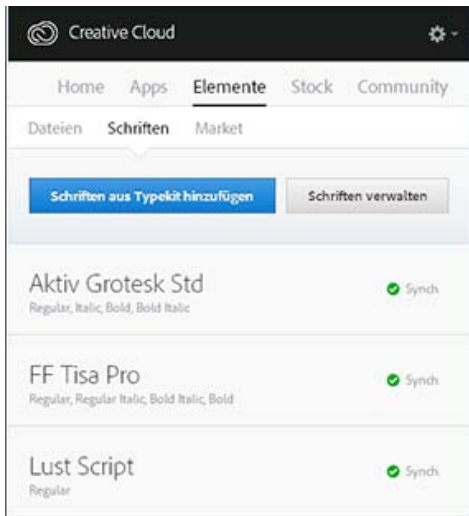 Creative Cloud
Home Apps Elemente Stock Community
Dateien Schriften Market
Schriften aus Typekit hinzufügen Schriften verwalten
Aktiv Grotesk Std
Synch
Regular, Italic, Bold, Bold Italic
FF Tisa Pro
Synch
Regular, Regular Italic, Bold Italic, Bold
Lust Script
Synch
Regular